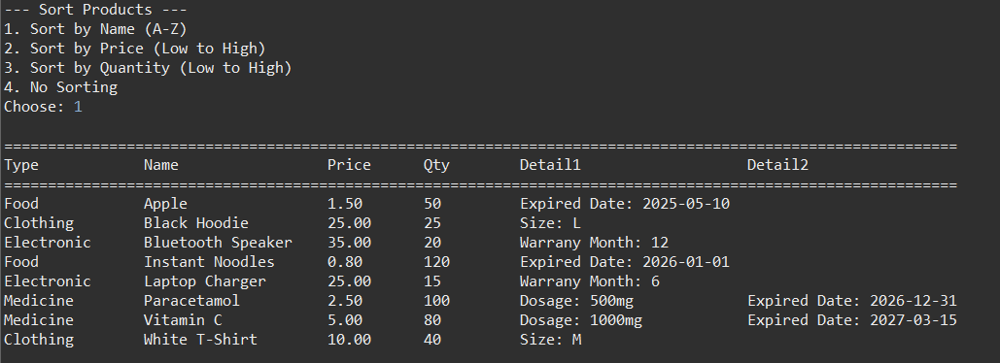 --- Sort Products ---
1. Sort by Name (A-Z)
2. Sort by Price (Low to High)
3. Sort by Quantity (Low to High)
4. No Sorting
Choose: 1
=============================================================================================================
Type            Name                 Price      Qty        Detail1                   Detail2
=============================================================================================================
Food            Apple                1.50       50         Expired Date: 2025-05-10
Clothing        Black Hoodie         25.00      25         Size: L
Electronic      Bluetooth Speaker    35.00      20         Warrany Month: 12
Food            Instant Noodles      0.80       120        Expired Date: 2026-01-01
Electronic      Laptop Charger       25.00      15         Warrany Month: 6
Medicine        Paracetamol          2.50       100        Dosage: 500mg             Expired Date: 2026-12-31
Medicine        Vitamin C            5.00       80         Dosage: 1000mg            Expired Date: 2027-03-15
Clothing        White T-Shirt        10.00      40         Size: M